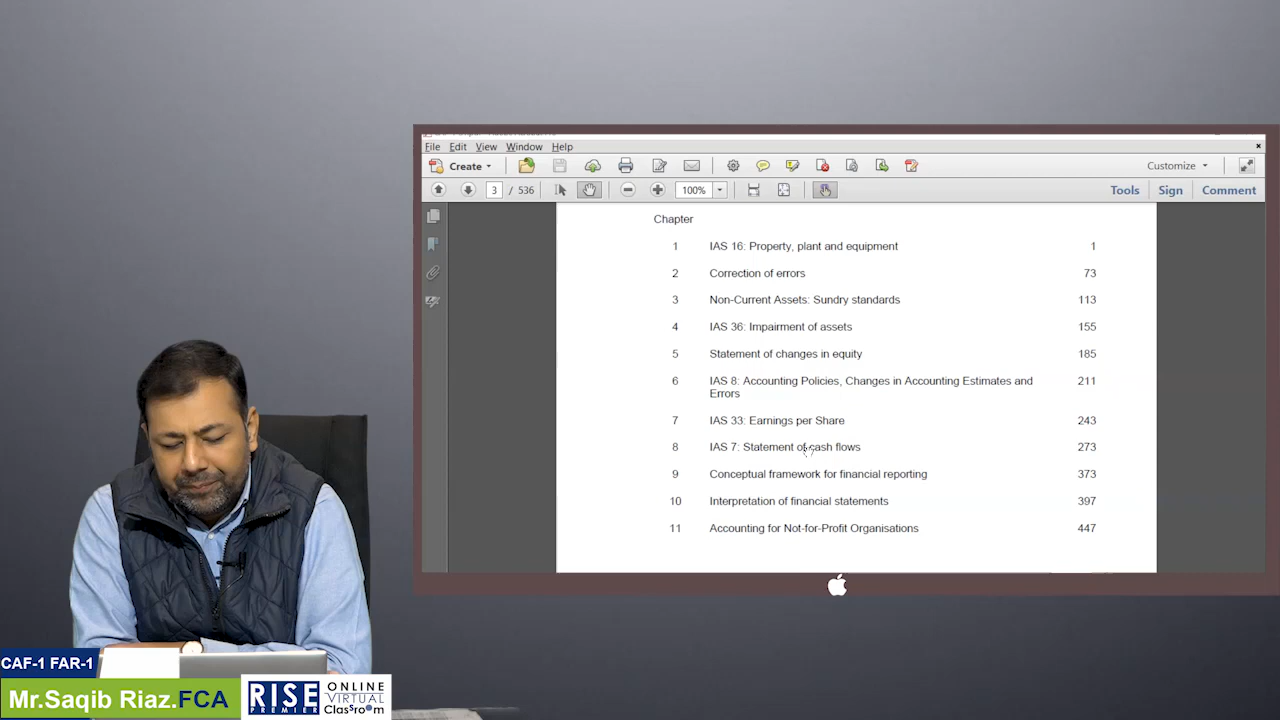 File Edit View Window Help
Create
Customize
3 / 536
100%
Tools Sign Comment
Chapter
1 IAS 16: Property, plant and equipment 1
2 Correction of errors 73
3 Non-Current Assets: Sundry standards 113
4 IAS 36: Impairment of assets 155
5 Statement of changes in equity 185
6 IAS 8: Accounting Policies, Changes in Accounting Estimates and 211
Errors
7 IAS 33: Earnings per Share 243
8 IAS 7: Statement of cash flows 273
9 Conceptual framework for financial reporting 373
10 Interpretation of financial statements 397
11 Accounting for Not-for-Profit Organisations 447
CAF-1 FAR-1
Mr.Saqib Riaz.FCA
RISE
PREMIER
ONLINE
VIRTUAL
Classroom